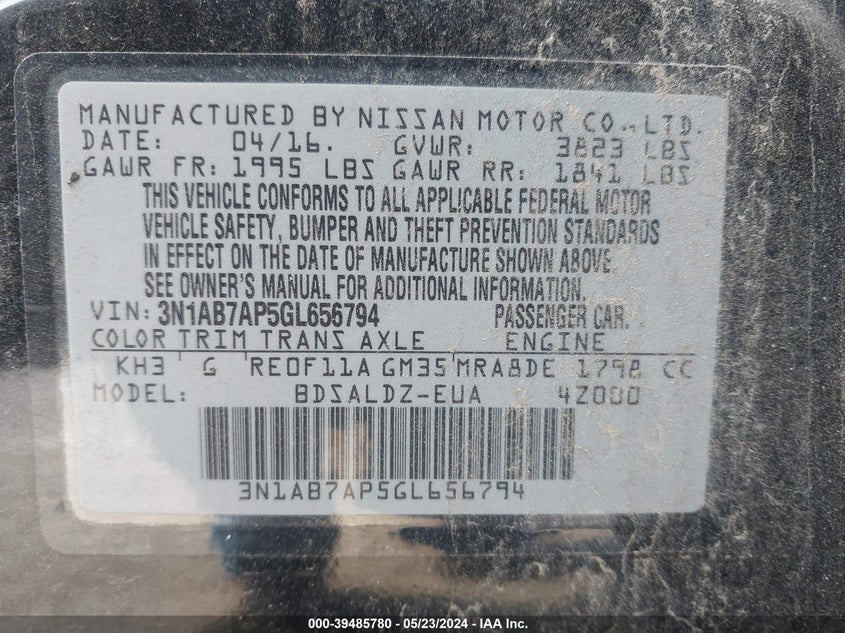 MANUFACTURED BY NISSAN MOTOR CO., LTD.
DATE: 04/16. GVWR: 3823 LBS
GAWR FR: 1995 LBS GAWR RR: 1841 LBS
THIS VEHICLE CONFORMS TO ALL APPLICABLE FEDERAL MOTOR
VEHICLE SAFETY, BUMPER AND THEFT PREVENTION STANDARDS
IN EFFECT ON THE DATE OF MANUFACTURE SHOWN ABOVE.
SEE OWNER'S MANUAL FOR ADDITIONAL INFORMATION.
VIN: 3N1AB7AP5GL656794 PASSENGER CAR.
COLOR TRIM TRANS AXLE ENGINE
KH3 G RE0F11A GM35 MRA8DE 1798 CC
MODEL: BDSALDZ-EUA 4Z000
3N1AB7AP5GL656794
000-39485780 - 05/23/2024 - IAA Inc.